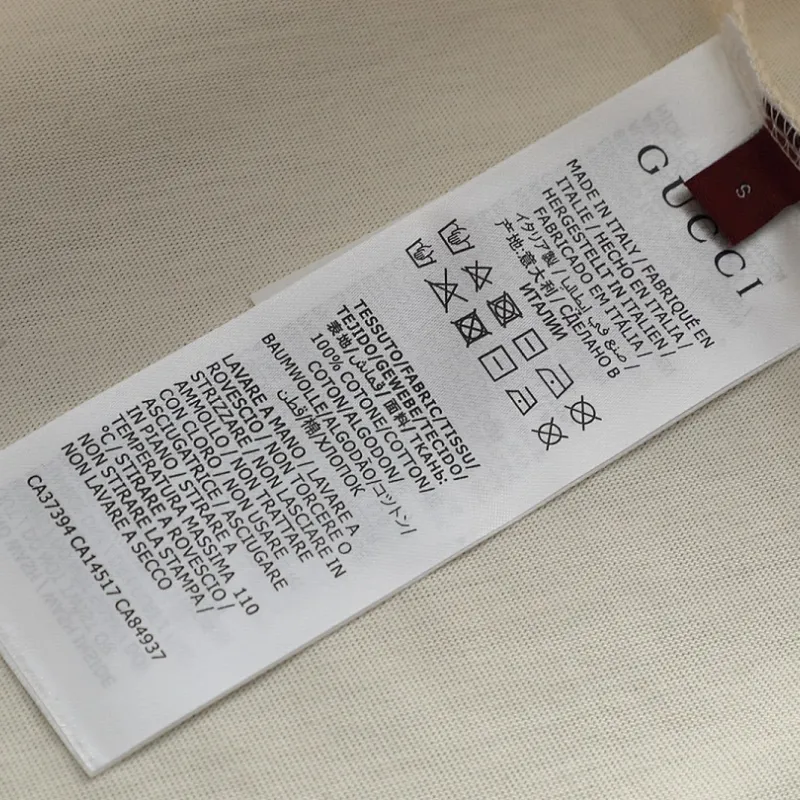 GUCCI
S
MADE IN ITALY/FABRIQUÉ EN
ITALIE/HECHO EN ITALIA/
HERGESTELLT IN ITALIEN/
FABRICADO EM ITALIA/
イタリア製/صنع في إيطاليا/
产地:意大利/СДЕЛАНО В
ИТАЛИИ
TESSUTO/FABRIC/TISSU/
TEJIDO/GEWEBE/TECIDO/
表地/قماش/面料/ТКАНЬ:
100% COTONE/COTTON/
COTON/ALGODON/
BAUMWOLLE/ALGODÃO/コットン/
قطن/棉/ХЛОПОК
LAVARE A MANO/LAVARE A
ROVESCIO/NON TORCERE O
STRIZZARE/NON LASCIARE IN
AMMOLLO/NON TRATTARE
CON CLORO/NON USARE
ASCIUGATRICE/ASCIUGARE
IN PIANO/STIRARE A
TEMPERATURA MASSIMA 110
°C/STIRARE A ROVESCIO/
NON STIRARE LA STAMPA/
NON LAVARE A SECCO
CA37394 CA14517 CA84937